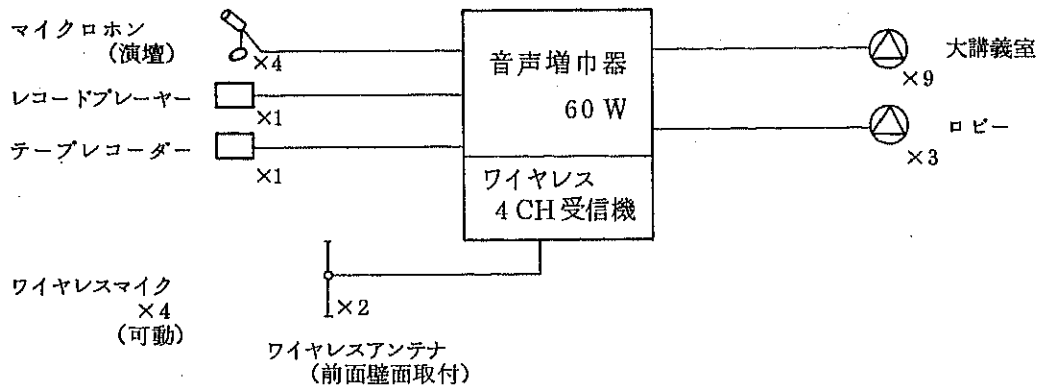 マイクロホン
(演壇)
×4
レコードプレーヤー
×1
テープレコーダー
×1
音声増巾器
60W
ワイヤレス
4CH受信機
大講義室
×9
ロビー
×3
ワイヤレスマイク
×4
(可動)
×2
ワイヤレスアンテナ
(前面壁面取付)